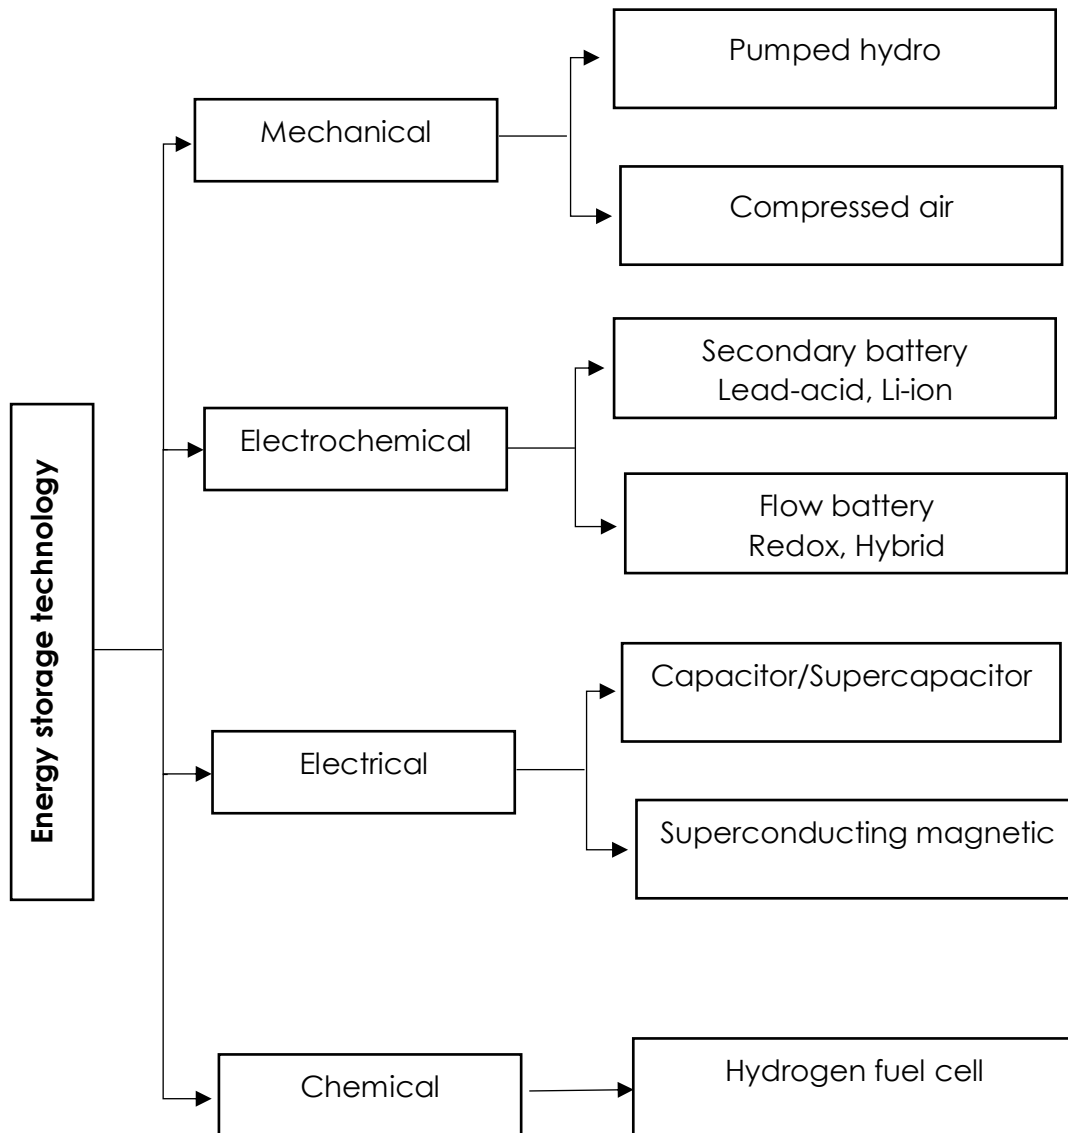 Energy storage technology
Mechanical
Pumped hydro
Compressed air
Electrochemical
Secondary battery
Lead-acid, Li-ion
Flow battery
Redox, Hybrid
Electrical
Capacitor/Supercapacitor
Superconducting magnetic
Chemical
Hydrogen fuel cell